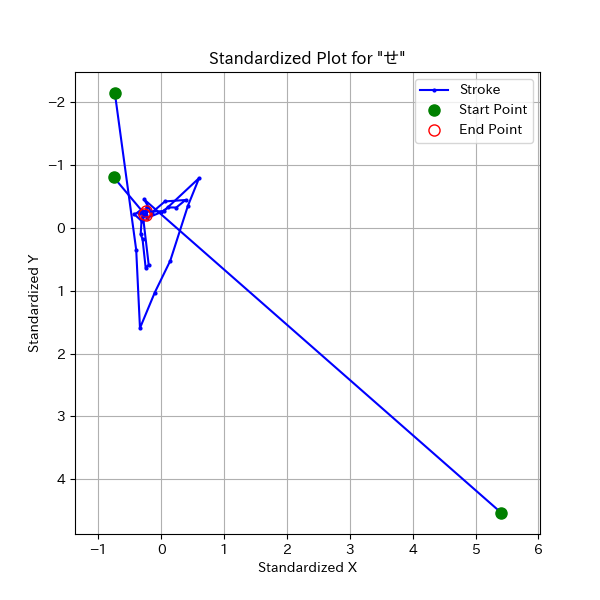 Standardized Plot for "せ"
Stroke
Start Point
End Point
−2
−1
0
1
2
3
4
Standardized Y
−1 0 1 2 3 4 5 6
Standardized X